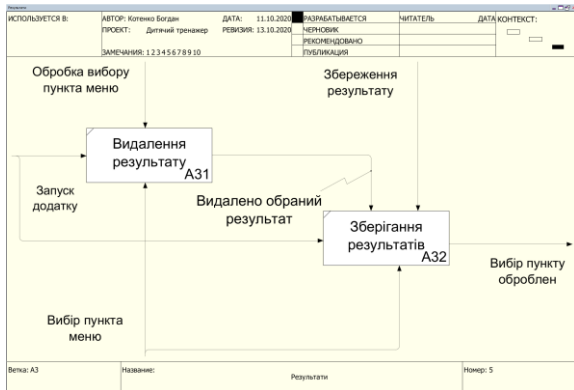 Результати
ИСПОЛЬЗУЕТСЯ В: АВТОР: Котенко Богдан ДАТА: 11.10.2020 РАЗРАБАТЫВАЕТСЯ ЧИТАТЕЛЬ ДАТА КОНТЕКСТ:
ПРОЕКТ: Дитячий тренажер РЕВИЗИЯ: 13.10.2020 ЧЕРНОВИК
РЕКОМЕНДОВАНО
ЗАМЕЧАНИЯ: 1 2 3 4 5 6 7 8 9 10 ПУБЛИКАЦИЯ
Обробка вибору
пункта меню
Збереження
результату
Видалення
результату
A31
Запуск
додатку
Видалено обраний
результат
Зберігання
результатів
A32
Вибір пункту
оброблен
Вибір пункта
меню
Ветка: A3 Название: Результати Номер: 5